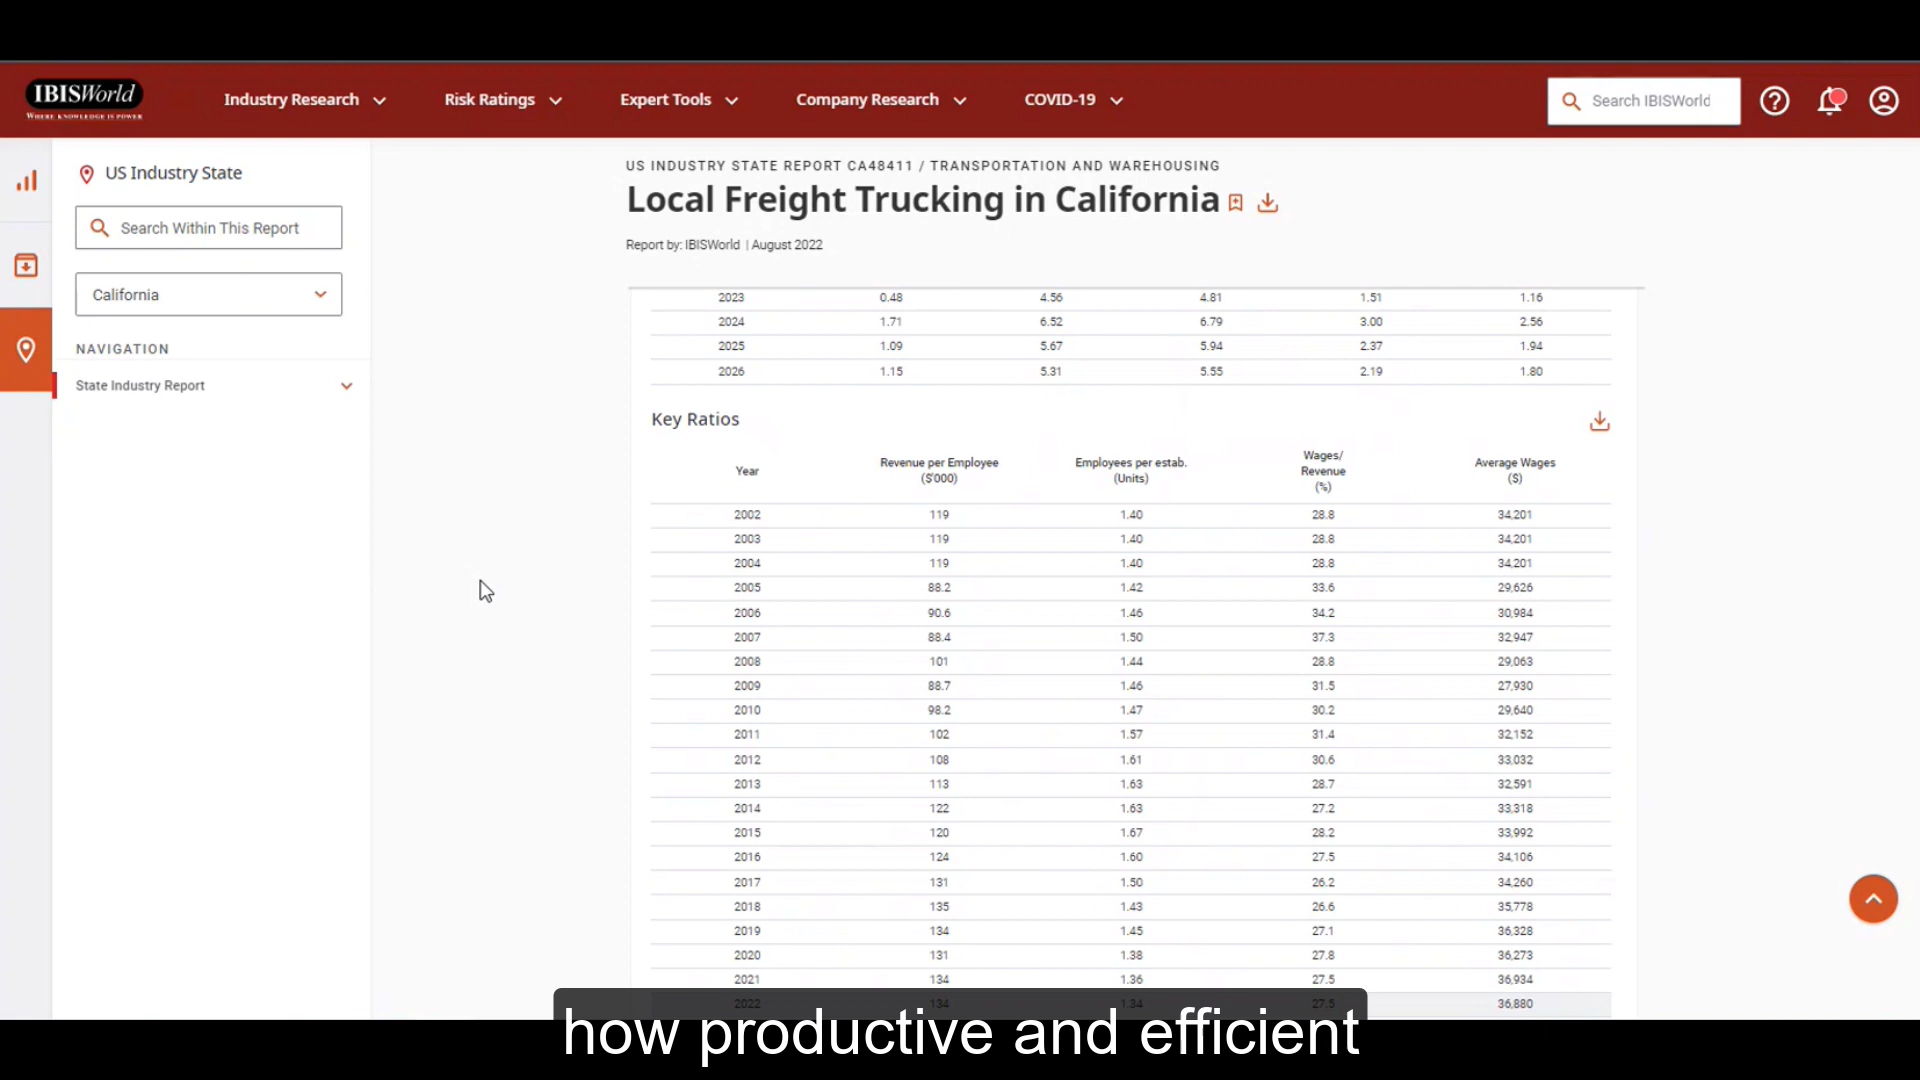 IBISWorld
WHERE KNOWLEDGE IS POWER
Industry Research
Risk Ratings
Expert Tools
Company Research
COVID-19
Search IBISWorld
US Industry State
Search Within This Report
California
NAVIGATION
State Industry Report
US INDUSTRY STATE REPORT CA48411 / TRANSPORTATION AND WAREHOUSING
Local Freight Trucking in California
Report by: IBISWorld | August 2022
2023 0.48 4.56 4.81 1.51 1.16
2024 1.71 6.52 6.79 3.00 2.56
2025 1.09 5.67 5.94 2.37 1.94
2026 1.15 5.31 5.55 2.19 1.80
Key Ratios
Year Revenue per Employee ($'000) Employees per estab. (Units) Wages/ Revenue (%) Average Wages ($)
2002 119 1.40 28.8 34,201
2003 119 1.40 28.8 34,201
2004 119 1.40 28.8 34,201
2005 88.2 1.42 33.6 29,626
2006 90.6 1.46 34.2 30,984
2007 88.4 1.50 37.3 32,947
2008 101 1.44 28.8 29,063
2009 88.7 1.46 31.5 27,930
2010 98.2 1.47 30.2 29,640
2011 102 1.57 31.4 32,152
2012 108 1.61 30.6 33,032
2013 113 1.63 28.7 32,591
2014 122 1.63 27.2 33,318
2015 120 1.67 28.2 33,992
2016 124 1.60 27.5 34,106
2017 131 1.50 26.2 34,260
2018 135 1.43 26.6 35,778
2019 134 1.45 27.1 36,328
2020 131 1.38 27.8 36,273
2021 134 1.36 27.5 36,934
2022 134 1.34 27.5 36,880
how productive and efficient